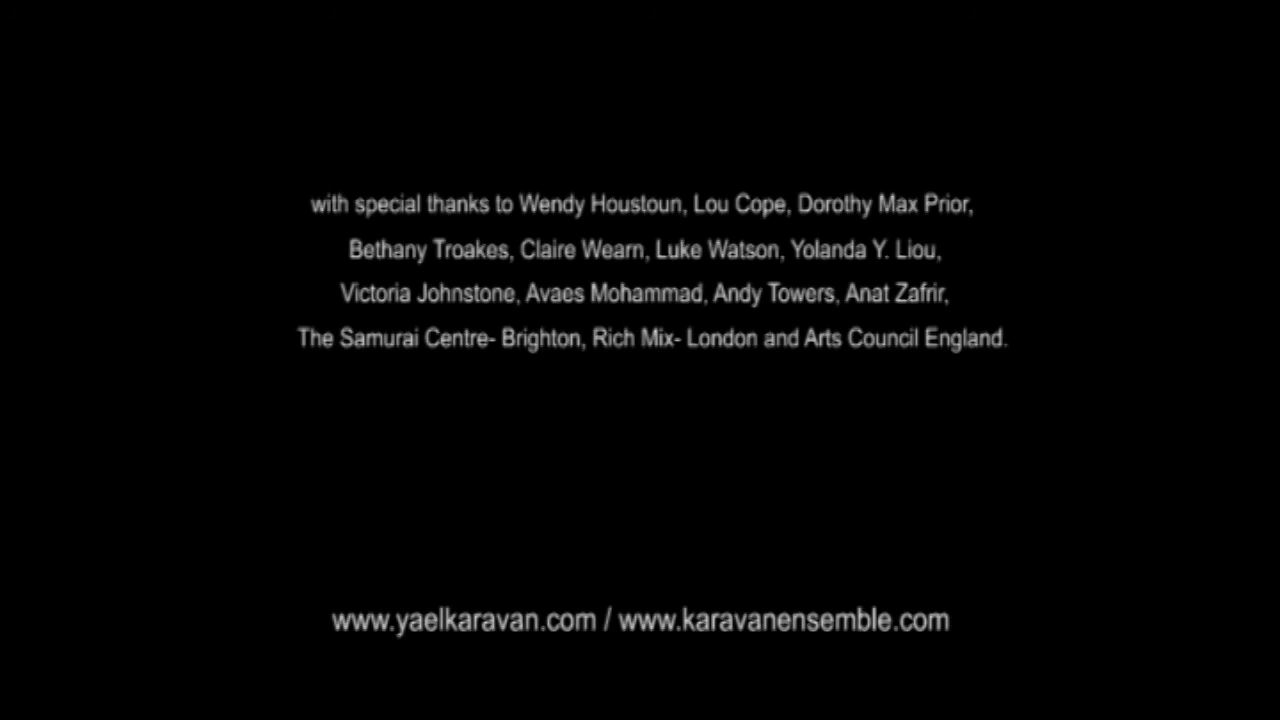 with special thanks to Wendy Houstoun, Lou Cope, Dorothy Max Prior,
Bethany Troakes, Claire Wearn, Luke Watson, Yolanda Y. Liou,
Victoria Johnstone, Avaes Mohammad, Andy Towers, Anat Zafrir,
The Samurai Centre- Brighton, Rich Mix- London and Arts Council England.
www.yaelkaravan.com / www.karavanensemble.com